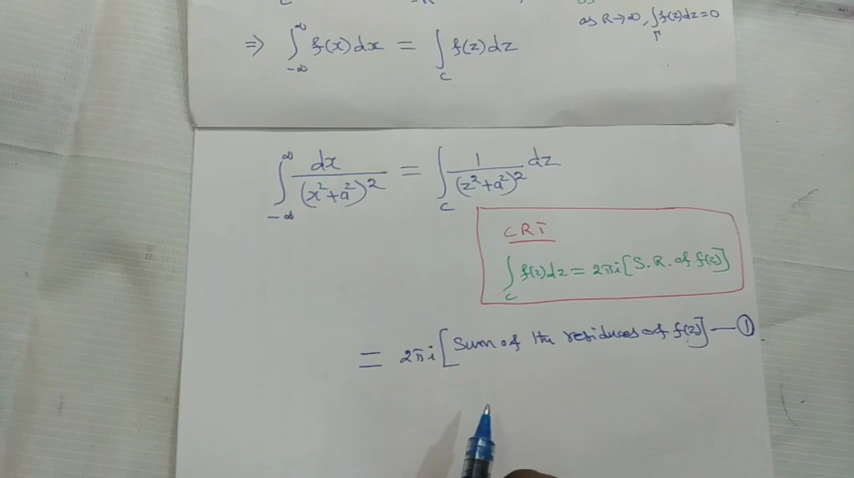 as R→∞, ∫_Γ f(z)dz=0
⇒ ∫_{-∞}^{∞} f(x)dx = ∫_C f(z)dz
∫_{-∞}^{∞} dx/(x²+a²)² = ∫_C 1/(z²+a²)² dz
CRT
∫_C f(z)dz = 2πi[S.R. of f(z)]
= 2πi[Sum of the residues of f(z)] — ①